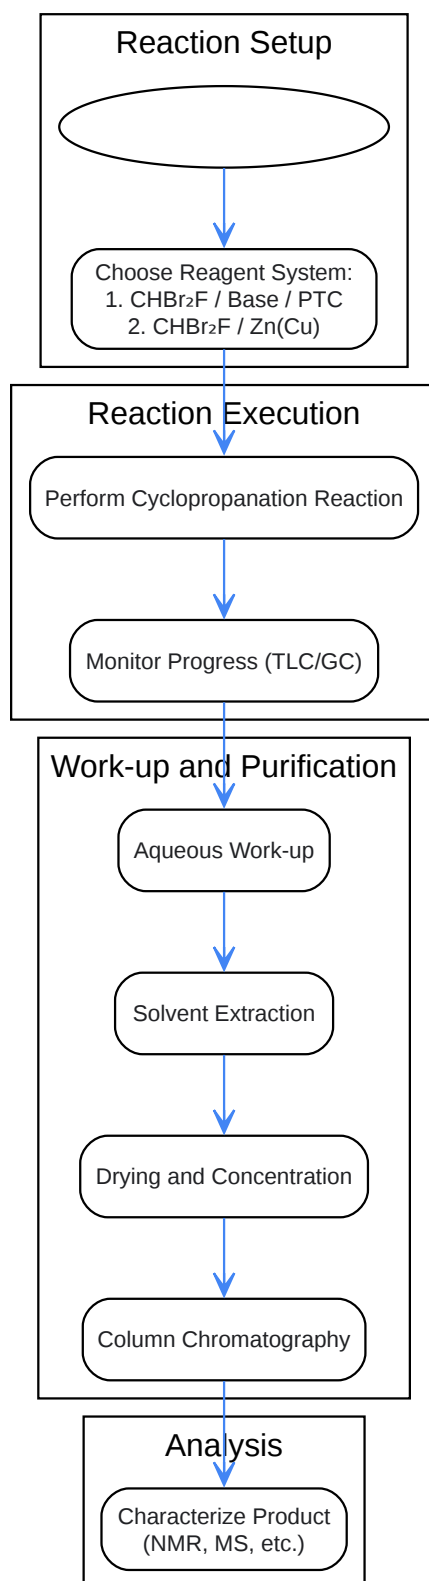 Reaction Setup
Choose Reagent System:
1. CHBr₂F / Base / PTC
2. CHBr₂F / Zn(Cu)
Reaction Execution
Perform Cyclopropanation Reaction
Monitor Progress (TLC/GC)
Work-up and Purification
Aqueous Work-up
Solvent Extraction
Drying and Concentration
Column Chromatography
Analysis
Characterize Product
(NMR, MS, etc.)